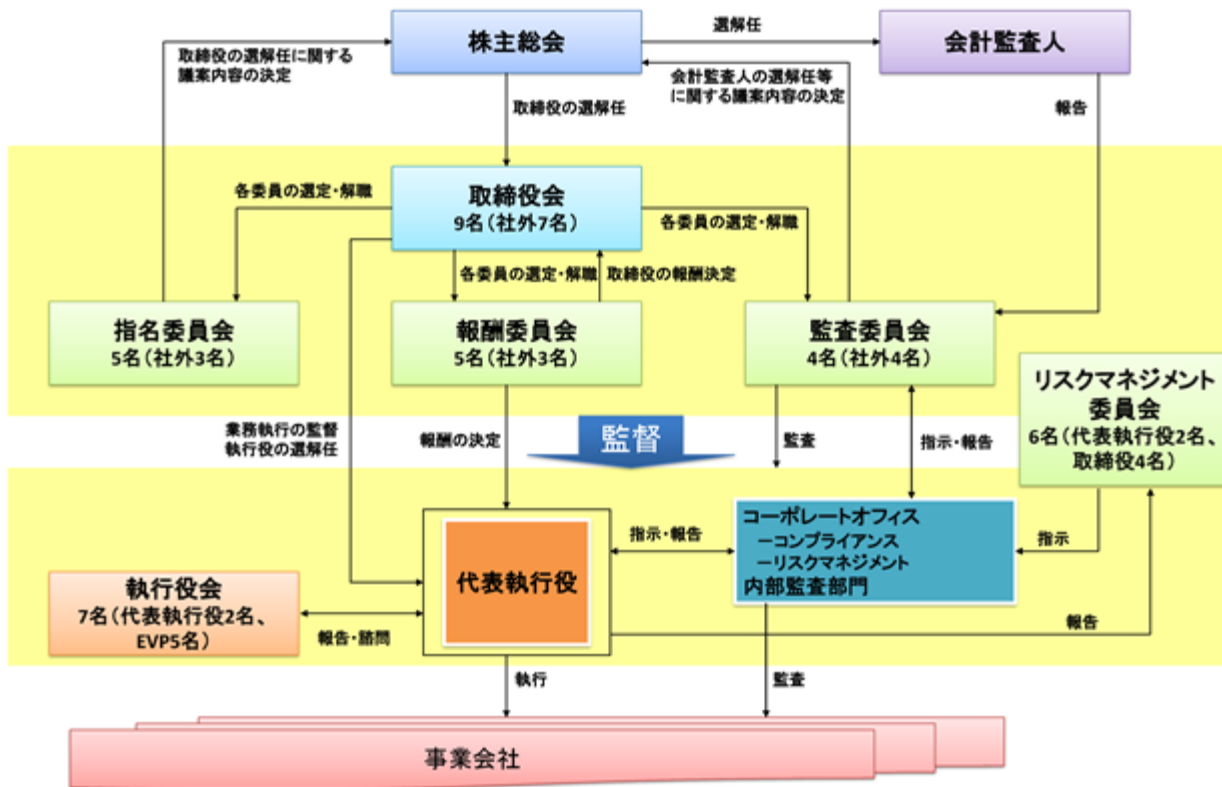 株主総会
選解任
会計監査人
取締役の選解任に関する
議案内容の決定
会計監査人の選解任等
に関する議案内容の決定
取締役の選解任
報告
取締役会
9名(社外7名)
各委員の選定・解職
各委員の選定・解職
各委員の選定・解職
取締役の報酬決定
指名委員会
5名(社外3名)
報酬委員会
5名(社外3名)
監査委員会
4名(社外4名)
リスクマネジメント
委員会
6名(代表執行役2名、
取締役4名)
業務執行の監督
執行役の選解任
報酬の決定
監督
監査
指示・報告
コーポレートオフィス
－コンプライアンス
－リスクマネジメント
内部監査部門
指示・報告
指示
代表執行役
執行役会
7名(代表執行役2名、
EVP5名)
報告・諮問
報告
執行
監査
事業会社